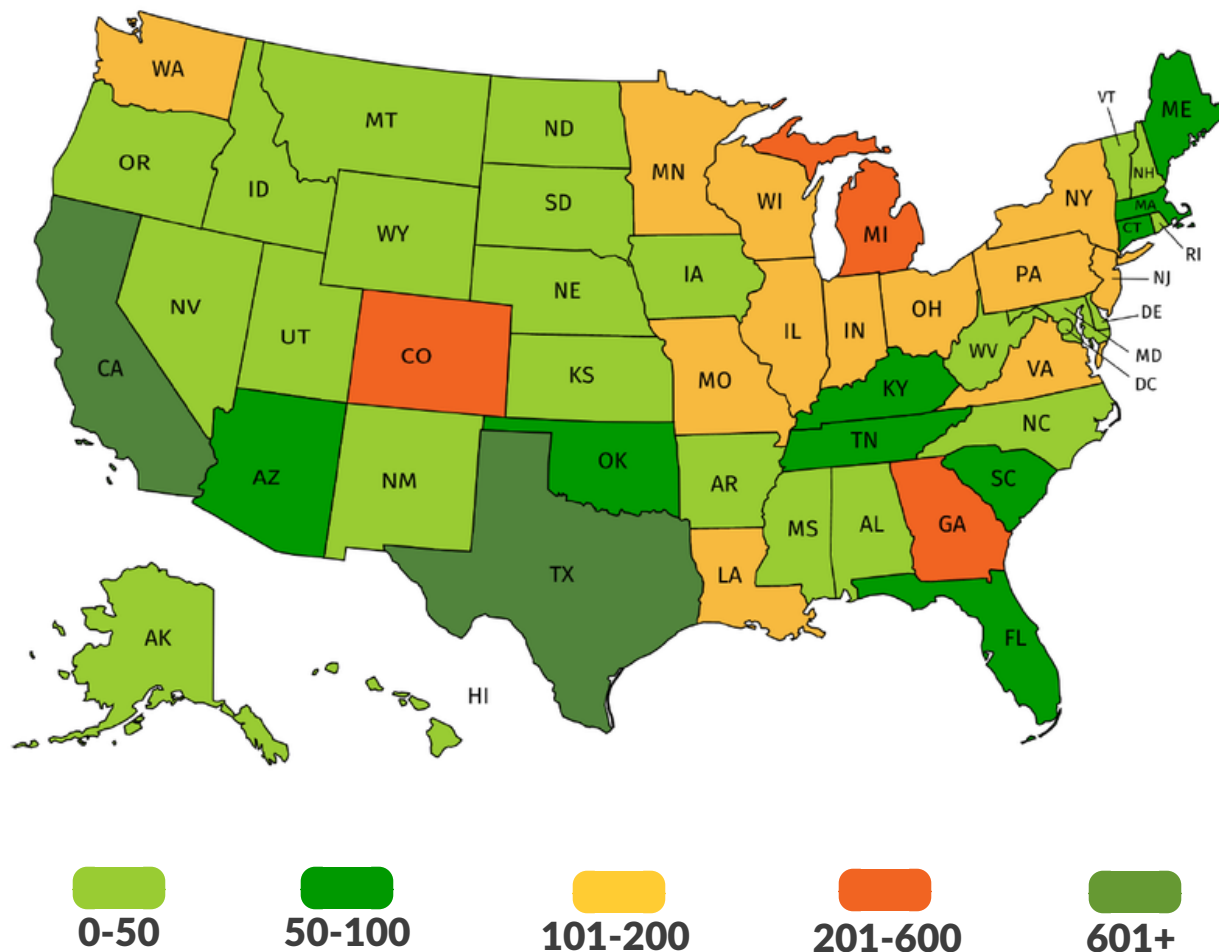 WA
VT
ME
MT
ND
OR
MN
ID
SD
WI
NH
NY
MA
WY
CT
MI
RI
IA
PA
NJ
NE
NV
OH
DE
UT
IL
IN
WV
MD
CO
CA
KS
VA
DC
MO
KY
NC
TN
AZ
OK
NM
AR
SC
MS
AL
GA
TX
LA
AK
FL
HI
0-50
50-100
101-200
201-600
601+